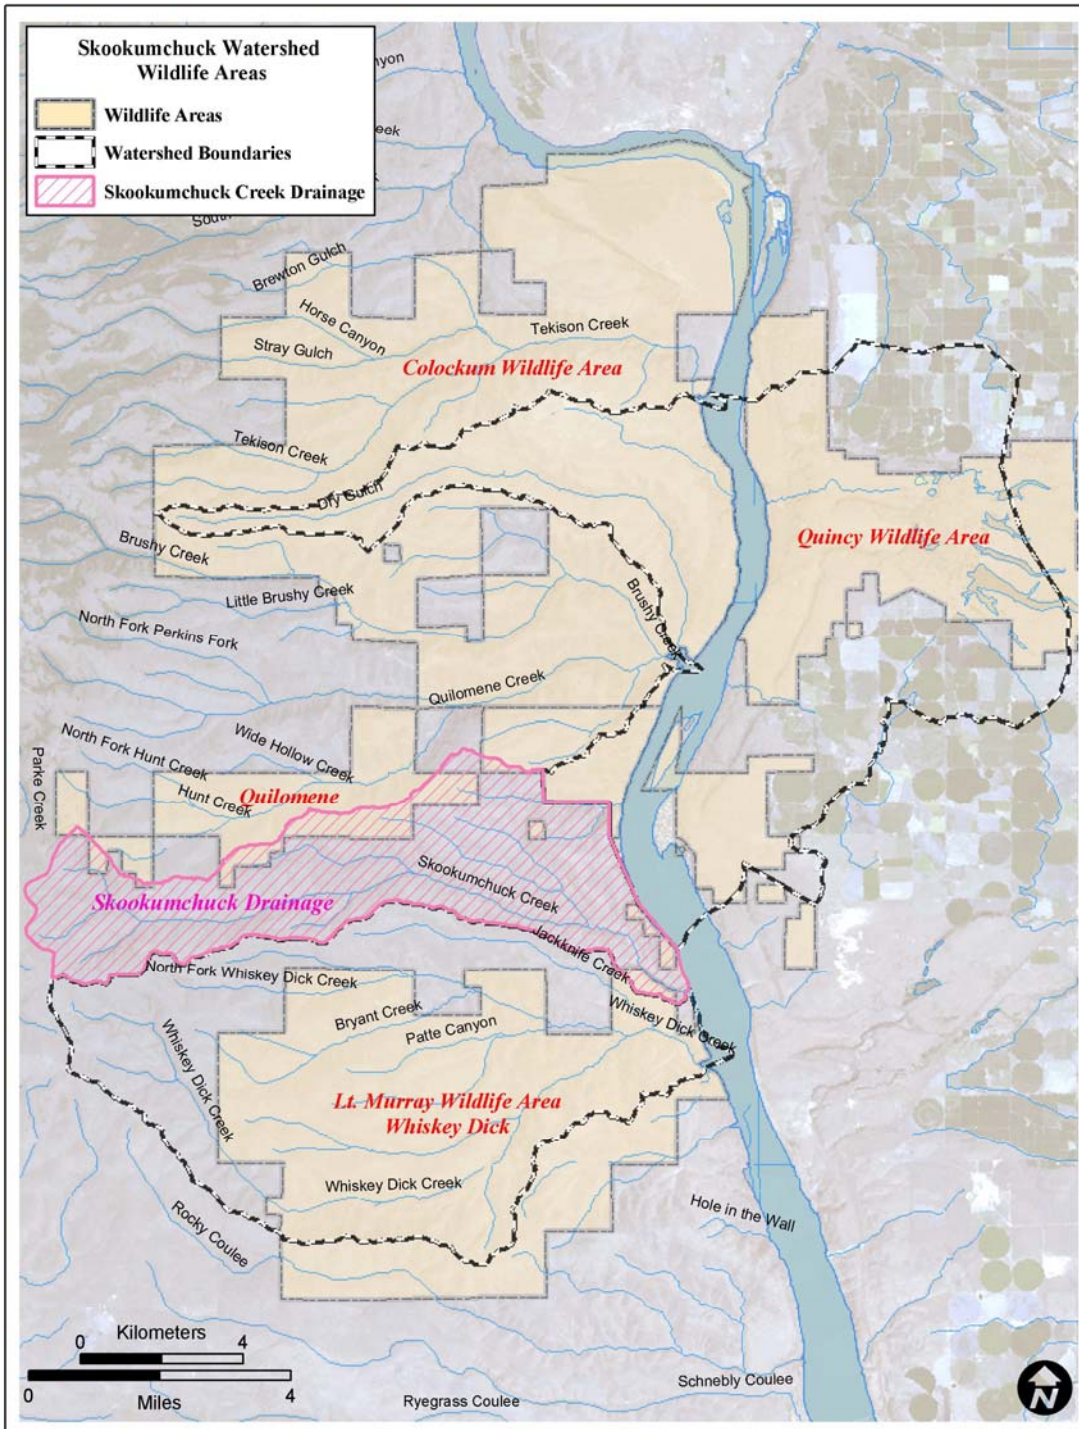 Skookumchuck Watershed
Wildlife Areas
Wildlife Areas
Watershed Boundaries
Skookumchuck Creek Drainage
nyon
eek
South
Brewton Gulch
Horse Canyon
Stray Gulch
Tekison Creek
Colockum Wildlife Area
Tekison Creek
Dry Gulch
Quincy Wildlife Area
Brushy Creek
Little Brushy Creek
Brushy Creek
North Fork Perkins Fork
Quilomene Creek
Parke Creek
North Fork Hunt Creek
Wide Hollow Creek
Hunt Creek
Quilomene
Skookumchuck Creek
Skookumchuck Drainage
Jackknife Creek
North Fork Whiskey Dick Creek
Bryant Creek
Patte Canyon
Whiskey Dick Creek
Whiskey Dick Creek
Lt. Murray Wildlife Area
Whiskey Dick
Whiskey Dick Creek
Hole in the Wall
Rocky Coulee
Kilometers
0 4
0 4
Miles
Schnebly Coulee
Ryegrass Coulee
N